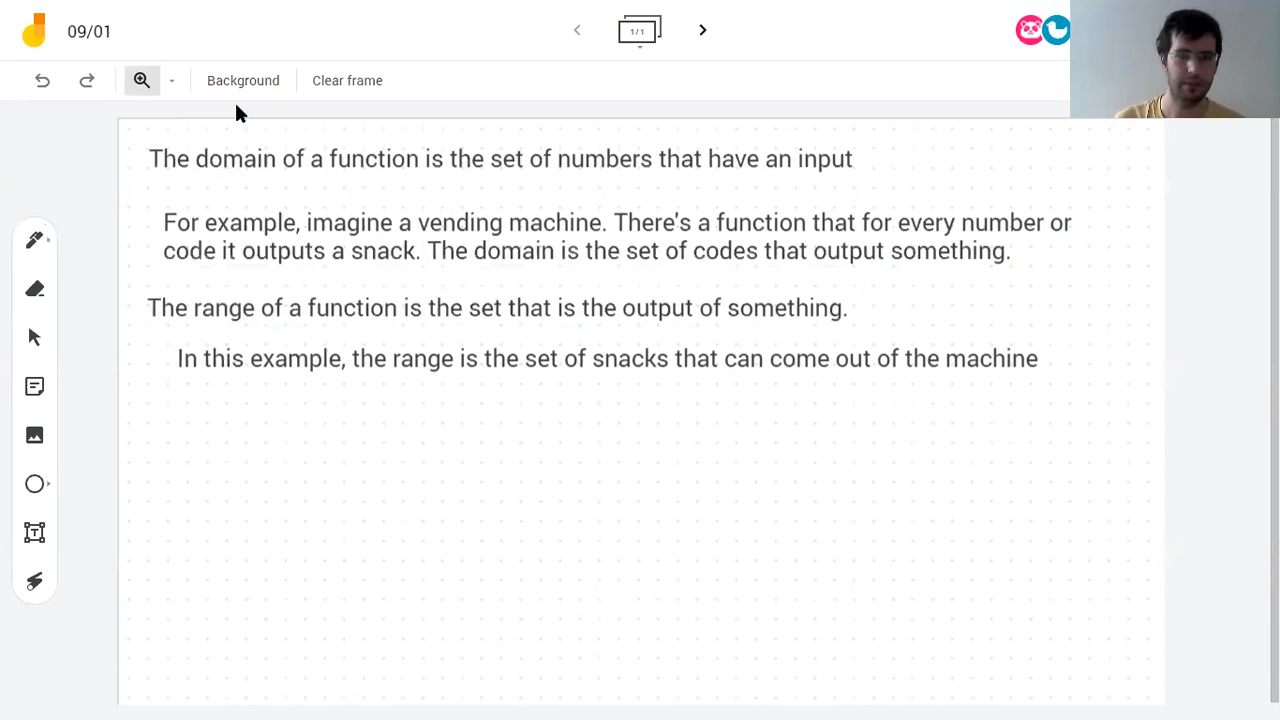 09/01
1/1
Background
Clear frame
The domain of a function is the set of numbers that have an input
For example, imagine a vending machine. There's a function that for every number or
code it outputs a snack. The domain is the set of codes that output something.
The range of a function is the set that is the output of something.
In this example, the range is the set of snacks that can come out of the machine
T